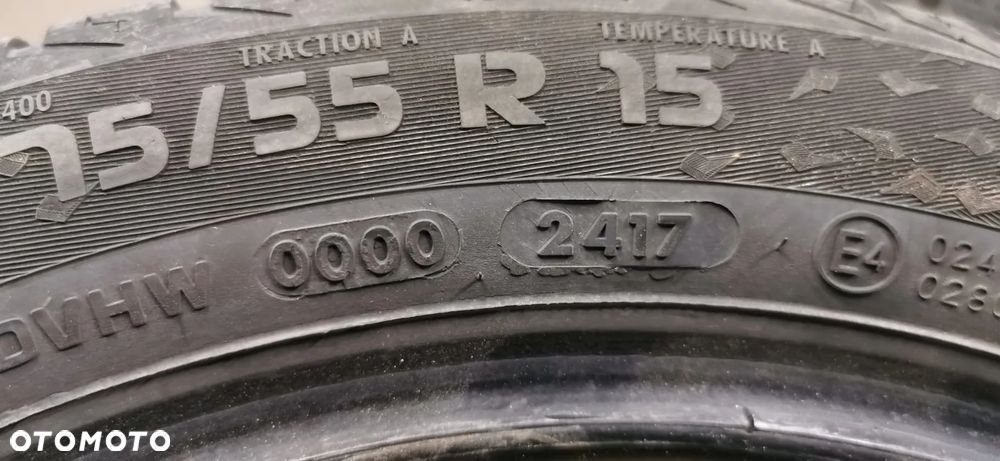 TRACTION A TEMPERATURE A
400
75/55 R 15
DVHW 0000 2417 E4 024
028
OTOMOTO